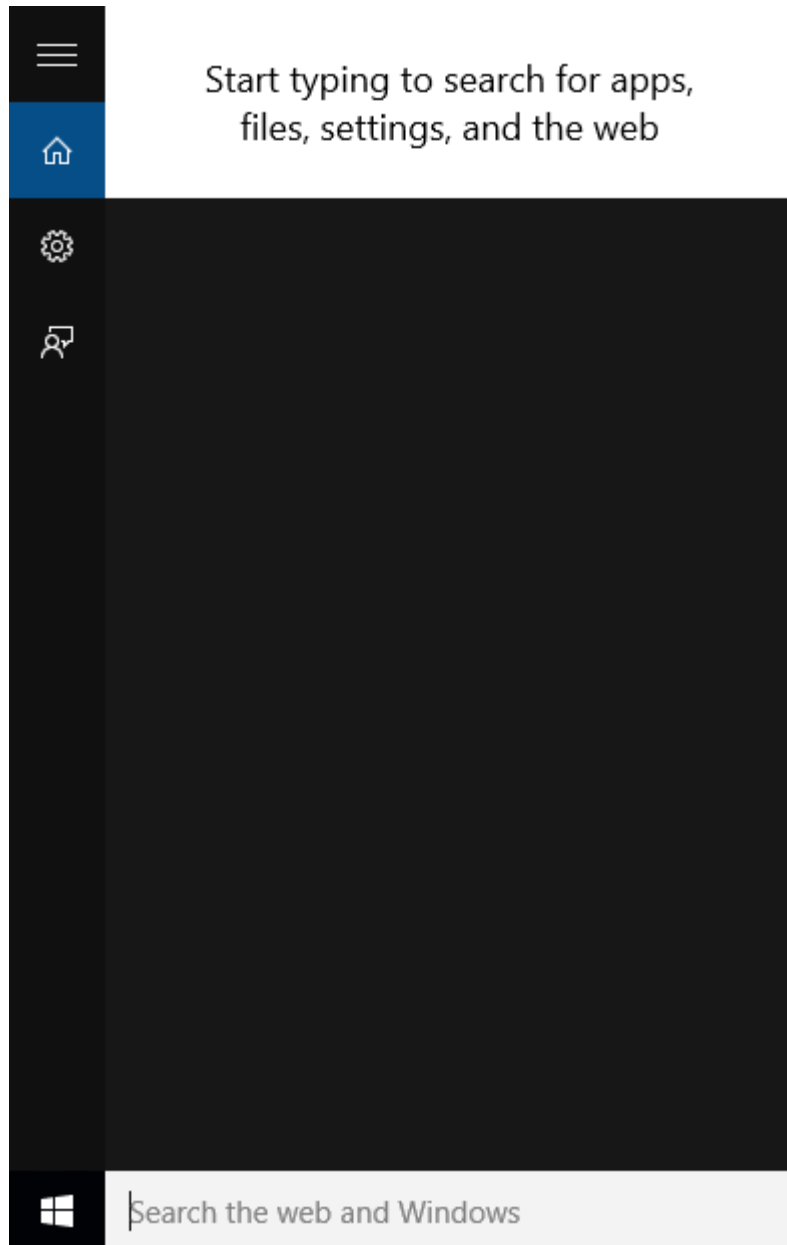 Start typing to search for apps,
files, settings, and the web
Search the web and Windows